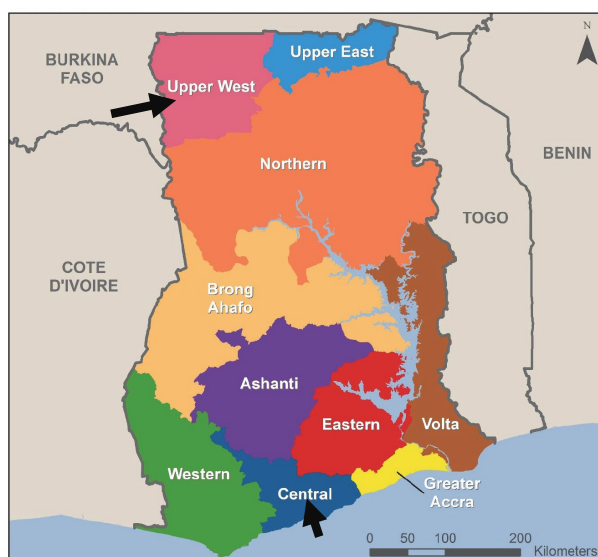 N
BURKINA
FASO
Upper East
Upper West
BENIN
Northern
TOGO
COTE
D'IVOIRE
Brong
Ahafo
Ashanti
Eastern
Volta
Western
Central
Greater
Accra
0 50 100 200
Kilometers